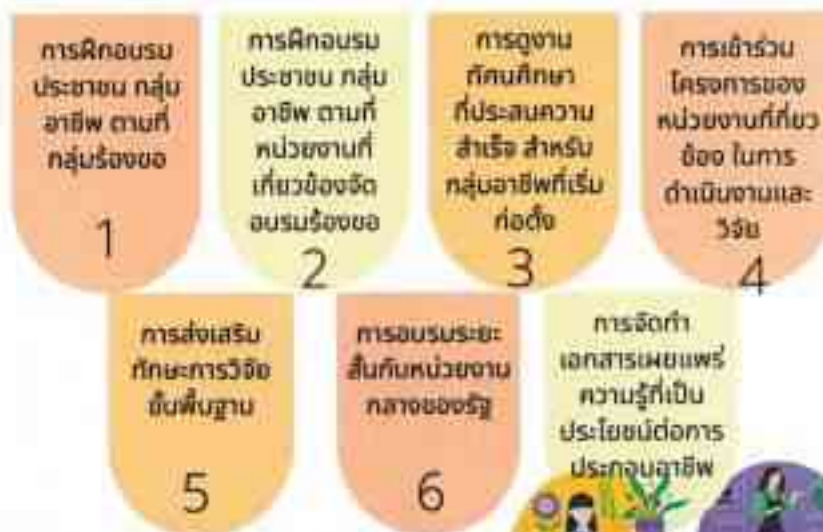 การฝึกอบรม
ประชาชน กลุ่ม
อาชีพ ตามที่
กลุ่มร้องขอ
1
การฝึกอบรม
ประชาชน กลุ่ม
อาชีพ ตามที่
หน่วยงานที่
เกี่ยวข้องจัด
อบรมร้องขอ
2
การดูงาน
ทัศนศึกษา
ที่ประสบความ
สำเร็จ สำหรับ
กลุ่มอาชีพที่เริ่ม
ก่อตั้ง
3
การเข้าร่วม
โครงการของ
หน่วยงานที่กี่ยว
ข้อง ในการ
ดำเนินงานและ
วิจัย
4
การส่งเสริม
ทักษะการวิจัย
ขั้นพื้นฐาน
5
การอบรมระยะ
สั้นกับหน่วยงาน
กลางของรัฐ
6
การจัดทำ
เอกสารเผยแพร่
ความรู้ที่เป็น
ประโยชน์ต่อการ
ประกอบอาชีพ